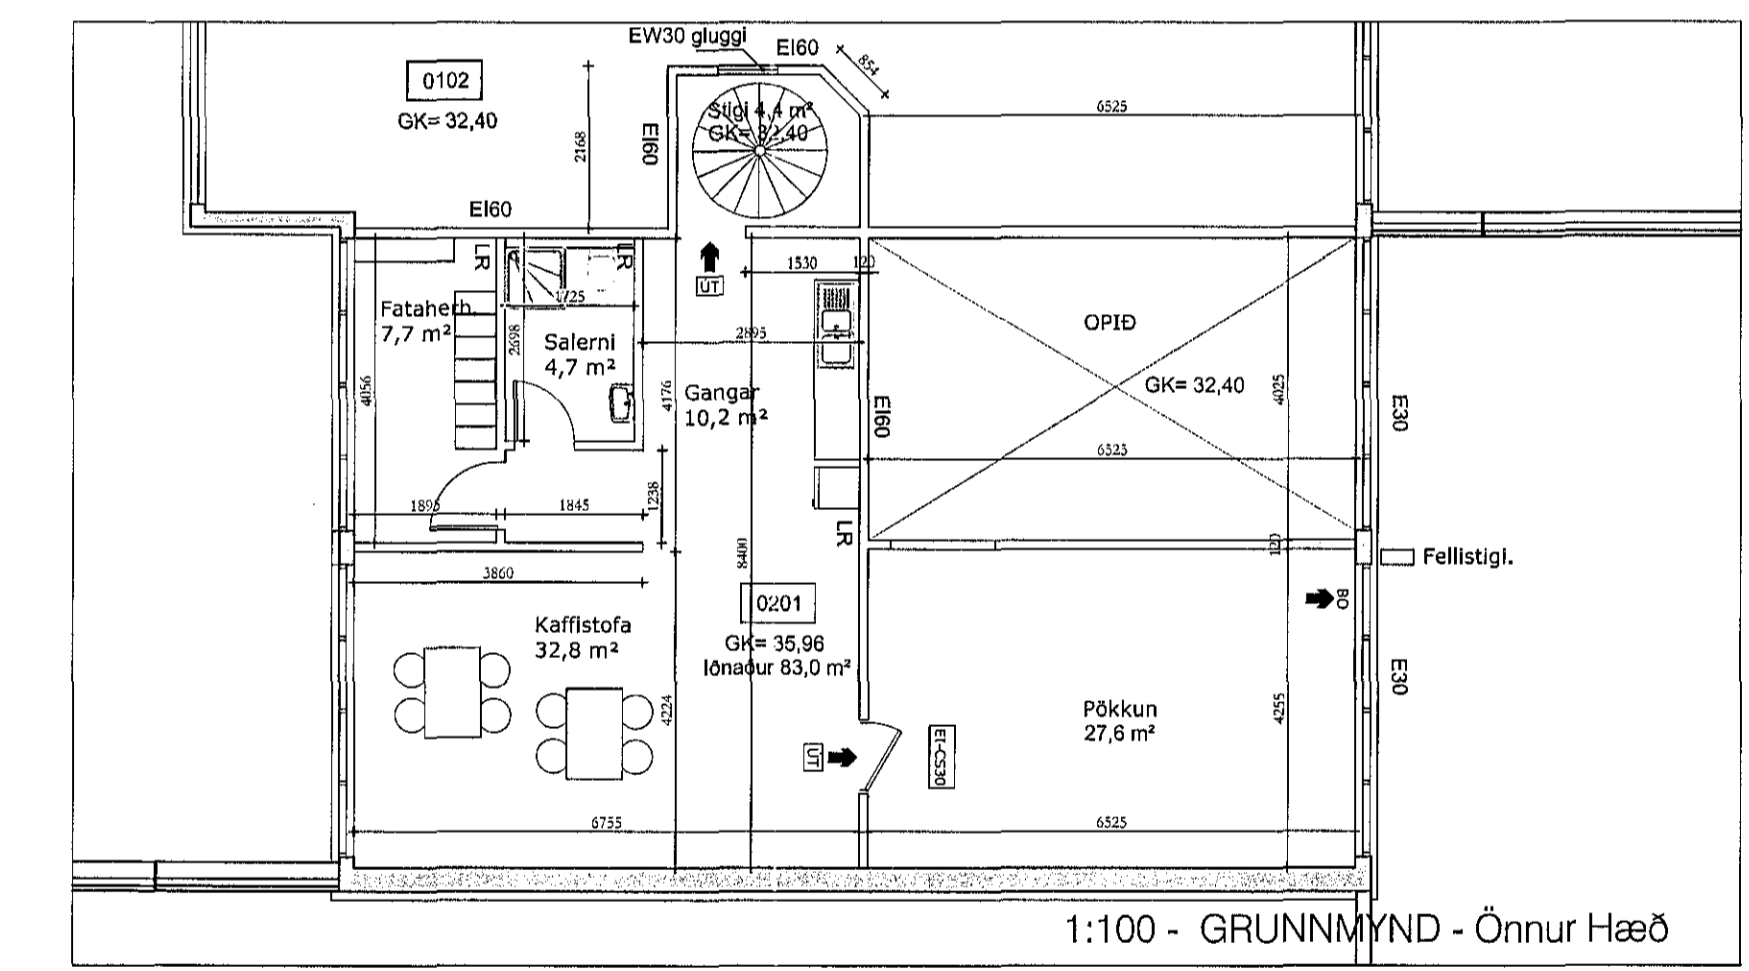 EW30 gluggi
EI60
854
0102
GK= 32,40
2168
EI60
Stigi 4,4 m²
GK= 32.40
6525
EI60
LR
LR
ÚT
1530
120
1725
Fataherb.
7,7 m²
2698
Salerni
4,7 m²
2895
OPIÐ
GK= 32,40
4056
4176
Gangar
10,2 m²
EI60
4025
E30
6525
1895
1845
1238
LR
8400
120
Fellistigi.
3860
0201
BO
Kaffistofa
32,8 m²
GK= 35,96
Iðnaður 83,0 m²
E30
4224
4255
Pökkun
27,6 m²
ÚT
EI-CS30
6755
6525
1:100 - GRUNNMYND - Önnur Hæð